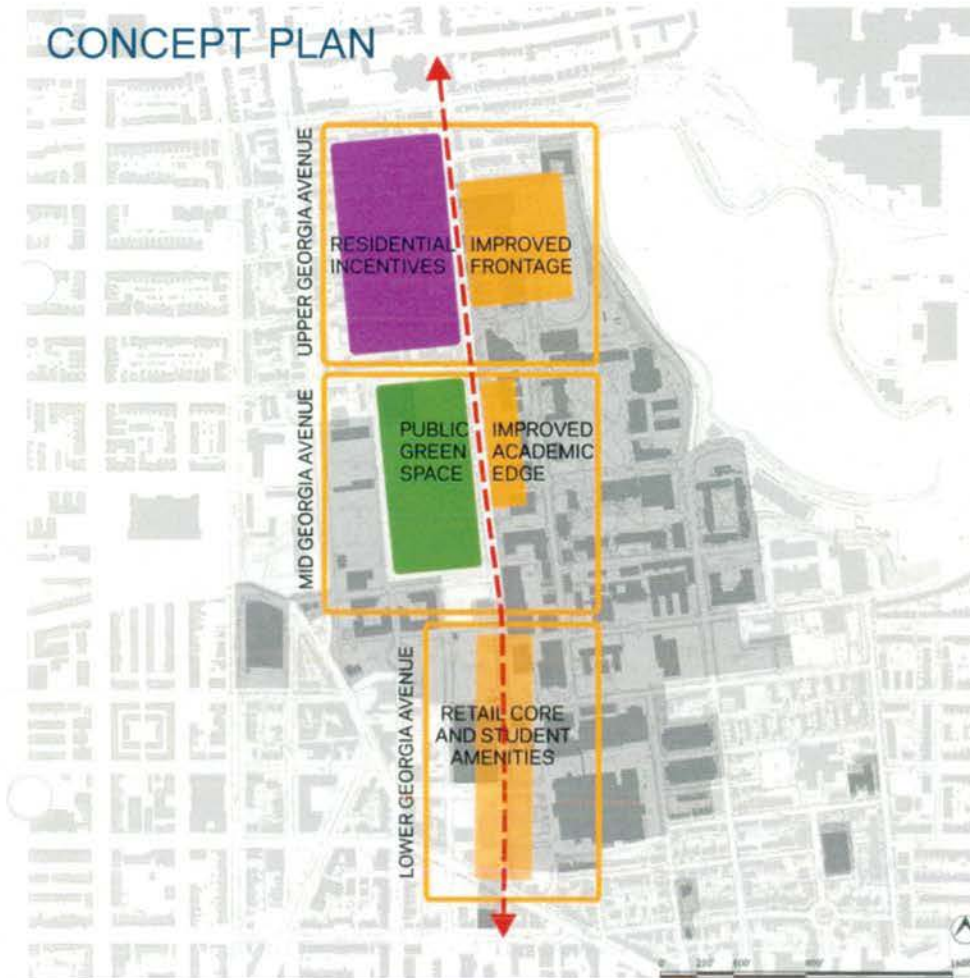 CONCEPT PLAN
UPPER GEORGIA AVENUE
RESIDENTIAL
INCENTIVES
IMPROVED
FRONTAGE
MID GEORGIA AVENUE
PUBLIC
GREEN
SPACE
IMPROVED
ACADEMIC
EDGE
LOWER GEORGIA AVENUE
RETAIL CORE
AND STUDENT
AMENITIES
0